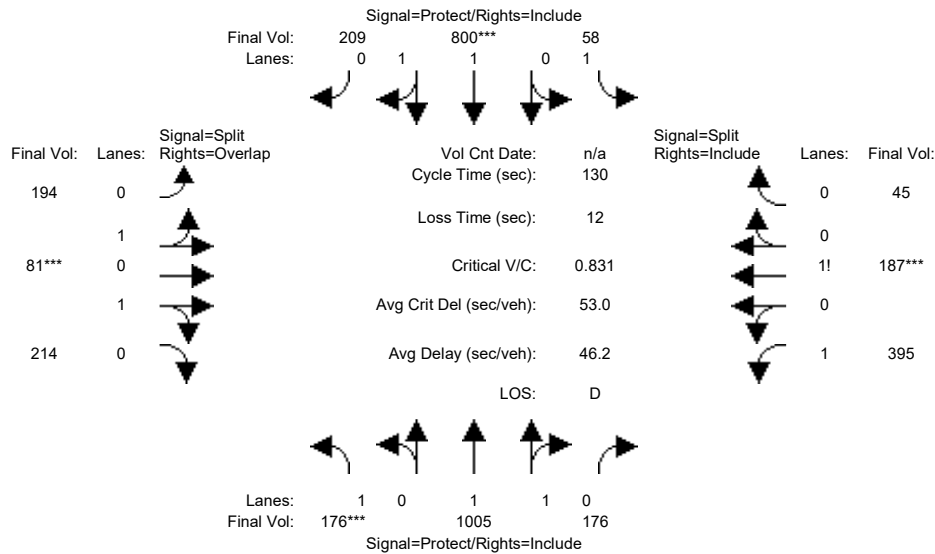 Signal=Protect/Rights=Include
Final Vol: 209 800*** 58
Lanes: 0 1 1 0 1
Signal=Split
Final Vol: Lanes: Rights=Overlap
Vol Cnt Date: n/a
Signal=Split
Rights=Include Lanes: Final Vol:
Cycle Time (sec): 130
194 0
0 45
Loss Time (sec): 12
1
0
81*** 0
Critical V/C: 0.831
1! 187***
1
Avg Crit Del (sec/veh): 53.0
0
214 0
Avg Delay (sec/veh): 46.2
1 395
LOS: D
Lanes: 1 0 1 1 0
Final Vol: 176*** 1005 176
Signal=Protect/Rights=Include